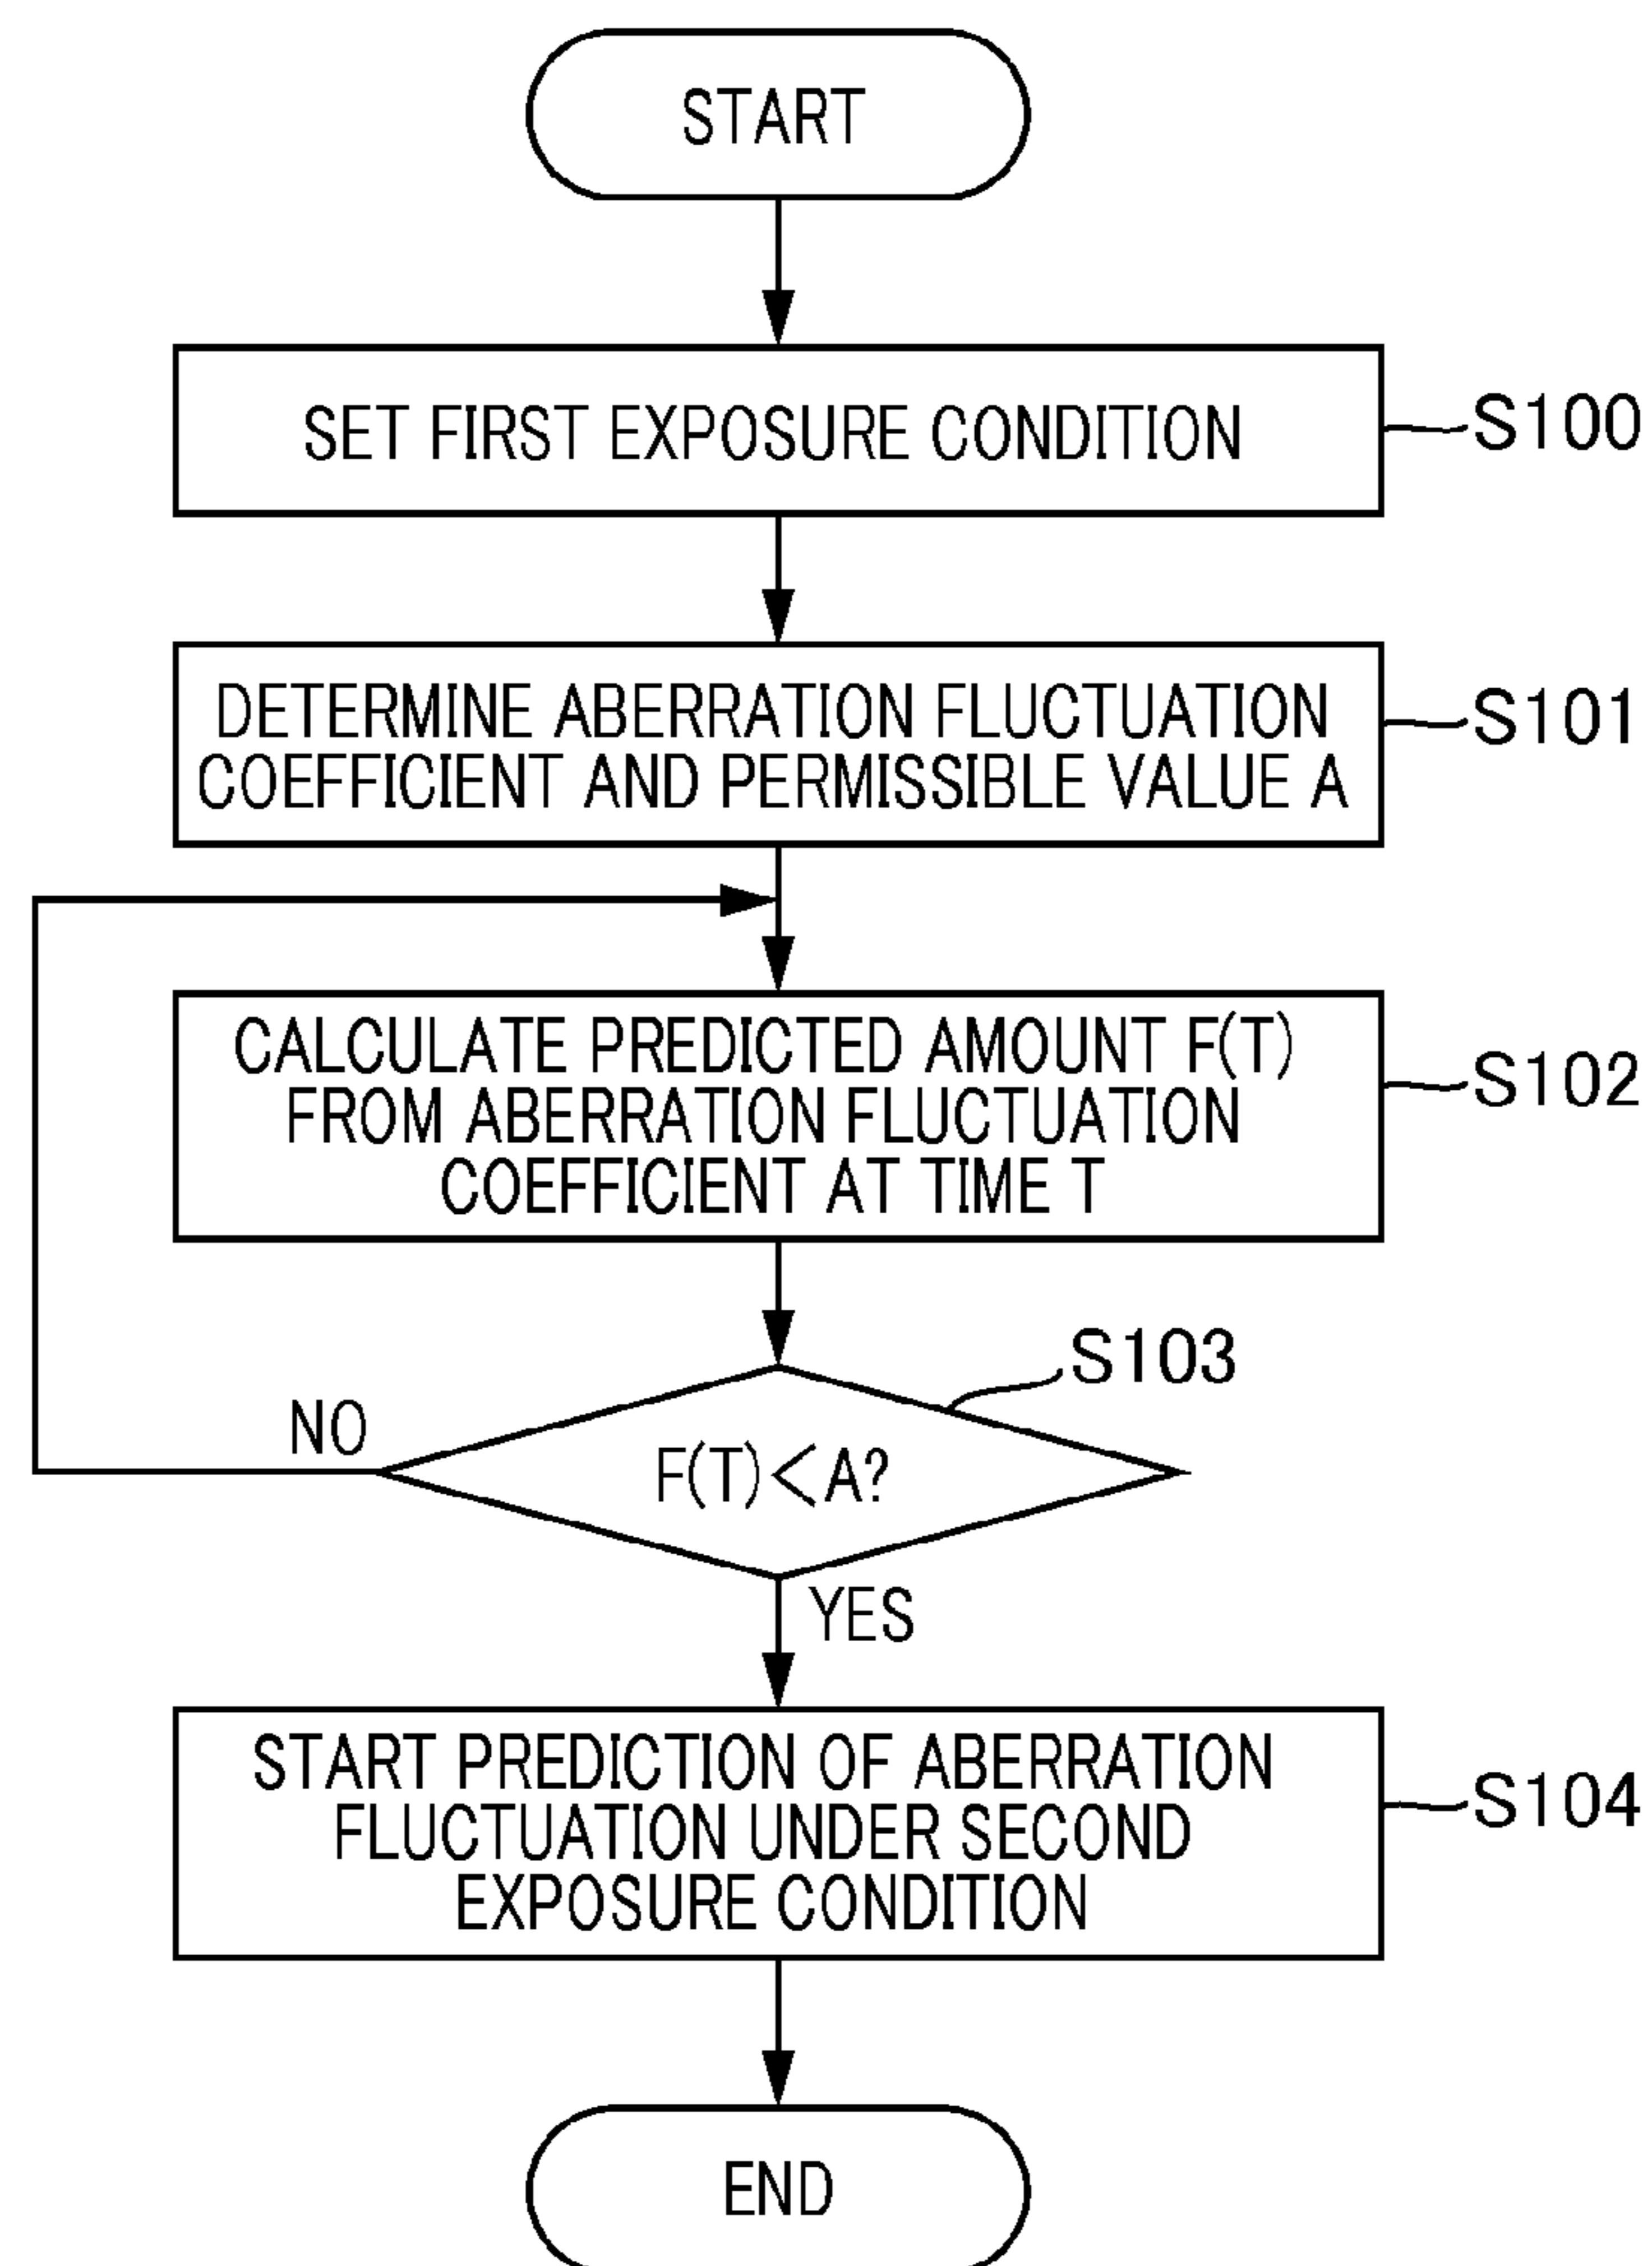 START
SET FIRST EXPOSURE CONDITION
S100
DETERMINE ABERRATION FLUCTUATION
COEFFICIENT AND PERMISSIBLE VALUE A
S101
CALCULATE PREDICTED AMOUNT F(T)
FROM ABERRATION FLUCTUATION
COEFFICIENT AT TIME T
S102
S103
NO
F(T)<A?
YES
START PREDICTION OF ABERRATION
FLUCTUATION UNDER SECOND
EXPOSURE CONDITION
S104
END